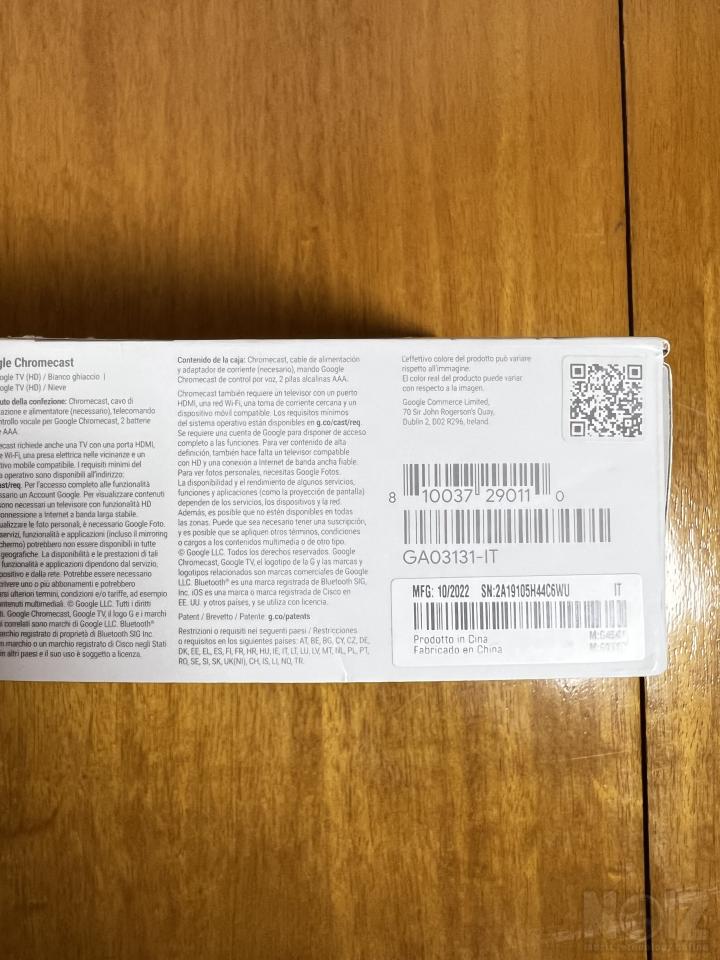 gle Chromecast
ogle TV (HD) / Bianco ghiaccio |
ogle TV (HD) / Nieve
uto della confezione: Chromecast, cavo di
azione e alimentatore (necessario), telecomando
ntrollo vocale per Google Chromecast, 2 batterie
AAA.
ecast richiede anche una TV con porta HDMI,
Wi-Fi, una presa elettrica nelle vicinanze e un
tivo mobile compatibile. I requisiti minimi del
a operativo sono disponibili all'indirizzo:
ast/req. Per l'accesso completo alle funzionalità
ssario un Account Google. Per visualizzare contenuti
sono necessari un televisore con funzionalità HD
connessione a Internet a banda larga stabile.
ualizzare le foto personali, è necessario Google Foto.
servizi, funzionalità e applicazioni (incluso il mirroring
chermo) potrebbero non essere disponibili in tutte
geografiche. La disponibilità e le prestazioni di tali
funzionalità e applicazioni dipendono dal servizio,
positivo e dalla rete. Potrebbe essere necessario
ivere uno o più abbonamenti e potrebbero
arsi ulteriori termini, condizioni e/o tariffe, ad esempio
ntenuti multimediali. © Google LLC. Tutti i diritti
ti. Google Chromecast, Google TV, il logo G e i marchi
i correlati sono marchi di Google LLC. Bluetooth®
archio registrato di proprietà di Bluetooth SIG Inc.
n marchio o un marchio registrato di Cisco negli Stati
in altri paesi e il suo uso è soggetto a licenza.
Contenido de la caja: Chromecast, cable de alimentación
y adaptador de corriente (necesario), mando Google
Chromecast de control por voz, 2 pilas alcalinas AAA.
Chromecast también requiere un televisor con puerto
HDMI, una red Wi-Fi, una toma de corriente cercana y un
dispositivo móvil compatible. Los requisitos mínimos
del sistema operativo están disponibles en g.co/cast/req.
Se requiere una cuenta de Google para disponer de acceso
completo a las funciones. Para ver contenido de alta
definición, también hace falta un televisor compatible
con HD y una conexión a Internet de banda ancha fiable.
Para ver fotos personales, necesitas Google Fotos.
La disponibilidad y el rendimiento de algunos servicios,
funciones y aplicaciones (como la proyección de pantalla)
dependen de los servicios, los dispositivos y la red.
Además, es posible que no estén disponibles en todas
las zonas. Puede que sea necesario tener una suscripción,
y es posible que se apliquen otros términos, condiciones
o cargos a los contenidos multimedia o de otro tipo.
© Google LLC. Todos los derechos reservados. Google
Chromecast, Google TV, el logotipo de la G y las marcas y
logotipos relacionados son marcas comerciales de Google
LLC. Bluetooth® es una marca registrada de Bluetooth SIG,
Inc. iOS es una marca o marca registrada de Cisco en
EE. UU. y otros países, y se utiliza con licencia.
Patent / Brevetto / Patente: g.co/patents
Restrizioni o requisiti nei seguenti paesi / Restricciones
o requisitos en los siguientes países: AT, BE, BG, CY, CZ, DE,
DK, EE, EL, ES, FI, FR, HR, HU, IE, IT, LT, LU, LV, MT, NL, PL, PT,
RO, SE, SI, SK, UK(NI), CH, IS, LI, NO, TR.
L'effettivo colore del prodotto può variare
rispetto all'immagine.
El color real del producto puede variar
con respecto a la imagen.
Google Commerce Limited,
70 Sir John Rogerson's Quay,
Dublin 2, D02 R296, Ireland.
8 10037 29011 0
GA03131-IT
MFG: 10/2022 SN:2A19105H44C6WU IT
Prodotto in Cina
Fabricado en China
NOIZ